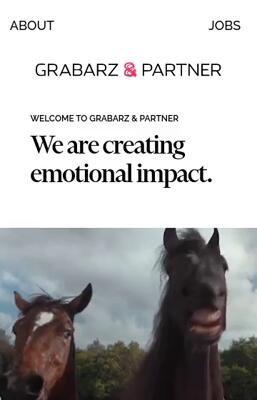 ABOUT JOBS
GRABARZ & PARTNER
WELCOME TO GRABARZ & PARTNER
We are creating
emotional impact.